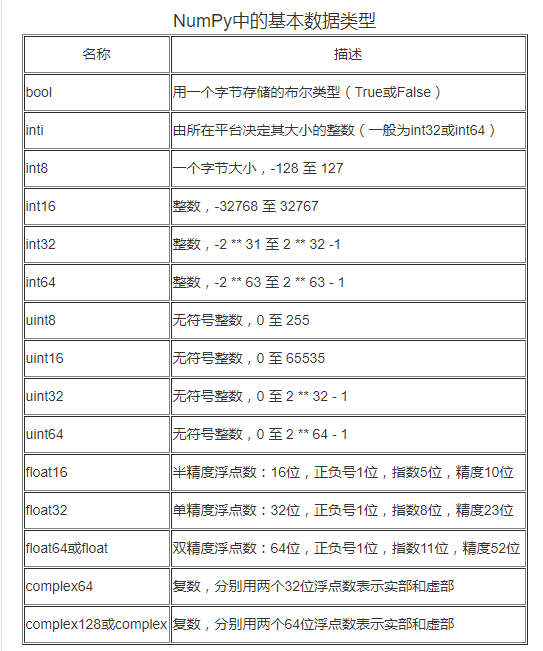 NumPy中的基本数据类型
名称 描述
bool 用一个字节存储的布尔类型（True或False）
inti 由所在平台决定其大小的整数（一般为int32或int64）
int8 一个字节大小，-128 至 127
int16 整数，-32768 至 32767
int32 整数，-2 ** 31 至 2 ** 32 -1
int64 整数，-2 ** 63 至 2 ** 63 - 1
uint8 无符号整数，0 至 255
uint16 无符号整数，0 至 65535
uint32 无符号整数，0 至 2 ** 32 - 1
uint64 无符号整数，0 至 2 ** 64 - 1
float16 半精度浮点数：16位，正负号1位，指数5位，精度10位
float32 单精度浮点数：32位，正负号1位，指数8位，精度23位
float64或float 双精度浮点数：64位，正负号1位，指数11位，精度52位
complex64 复数，分别用两个32位浮点数表示实部和虚部
complex128或complex 复数，分别用两个64位浮点数表示实部和虚部